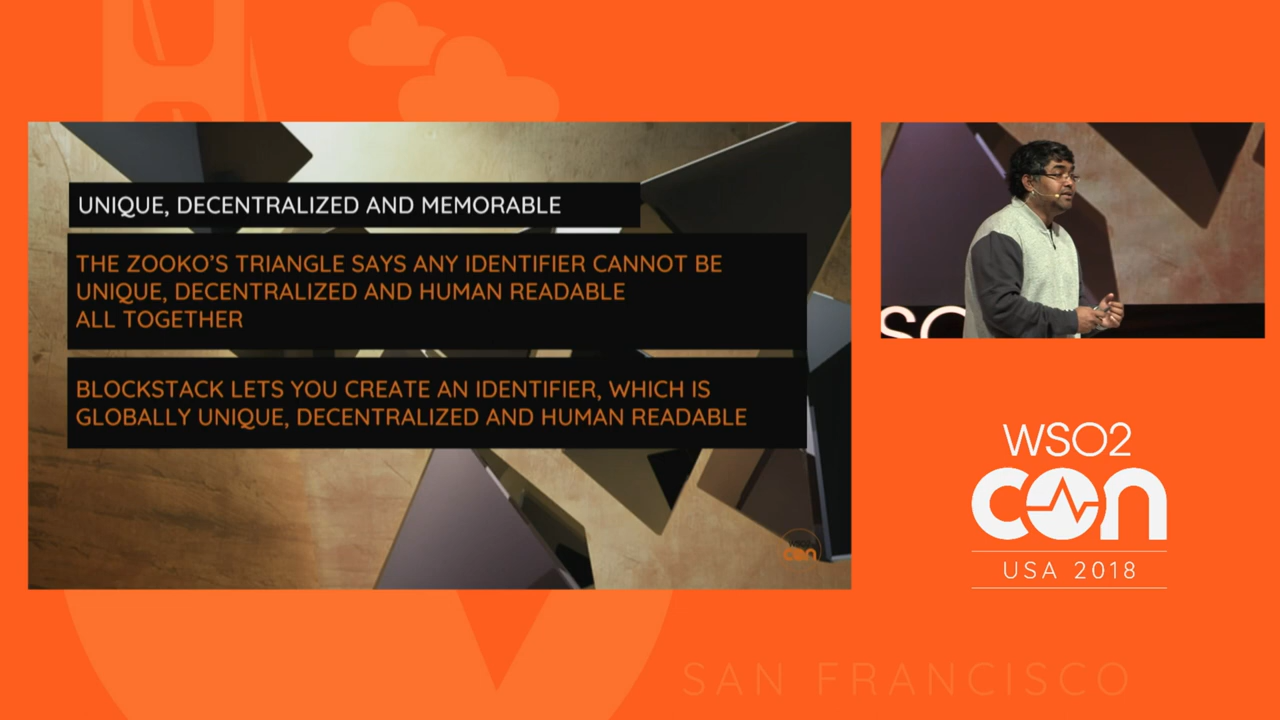 UNIQUE, DECENTRALIZED AND MEMORABLE
THE ZOOKO'S TRIANGLE SAYS ANY IDENTIFIER CANNOT BE
UNIQUE, DECENTRALIZED AND HUMAN READABLE
ALL TOGETHER
BLOCKSTACK LETS YOU CREATE AN IDENTIFIER, WHICH IS
GLOBALLY UNIQUE, DECENTRALIZED AND HUMAN READABLE
con
WSO2
con
USA 2018
SAN FRANCISCO